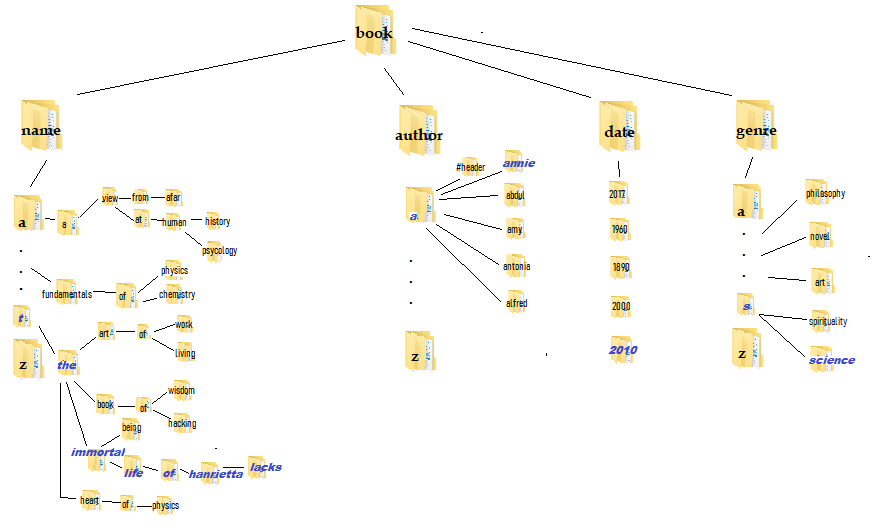 book
name
author
date
genre
a
a
view
from
afar
at
human
history
psycology
fundamentals
of
physics
chemistry
t
z
the
art
of
work
living
book
of
wisdom
hacking
immortal
being
life
of
hanrietta
lacks
heart
of
physics
#header
annie
a
abdul
amy
antonia
alfred
z
2017
1960
1890
2000
2010
a
philosophy
novel
art
s
spirituality
science
z